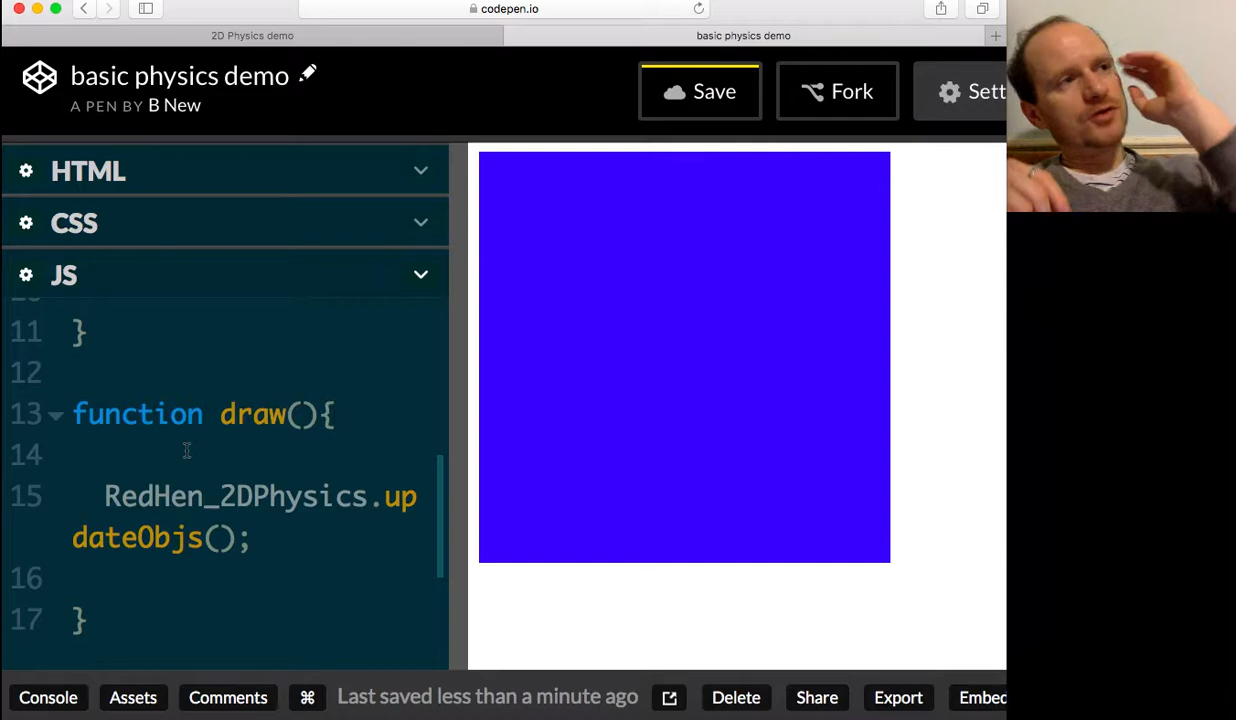 codepen.io
2D Physics demo
basic physics demo
+
basic physics demo
A PEN BY B New
Save
Fork
Sett
HTML
CSS
JS
11 }
12
13 function draw(){
14
15 RedHen_2DPhysics.up
dateObjs();
16
17 }
Console
Assets
Comments
⌘
Last saved less than a minute ago
Delete
Share
Export
Embed